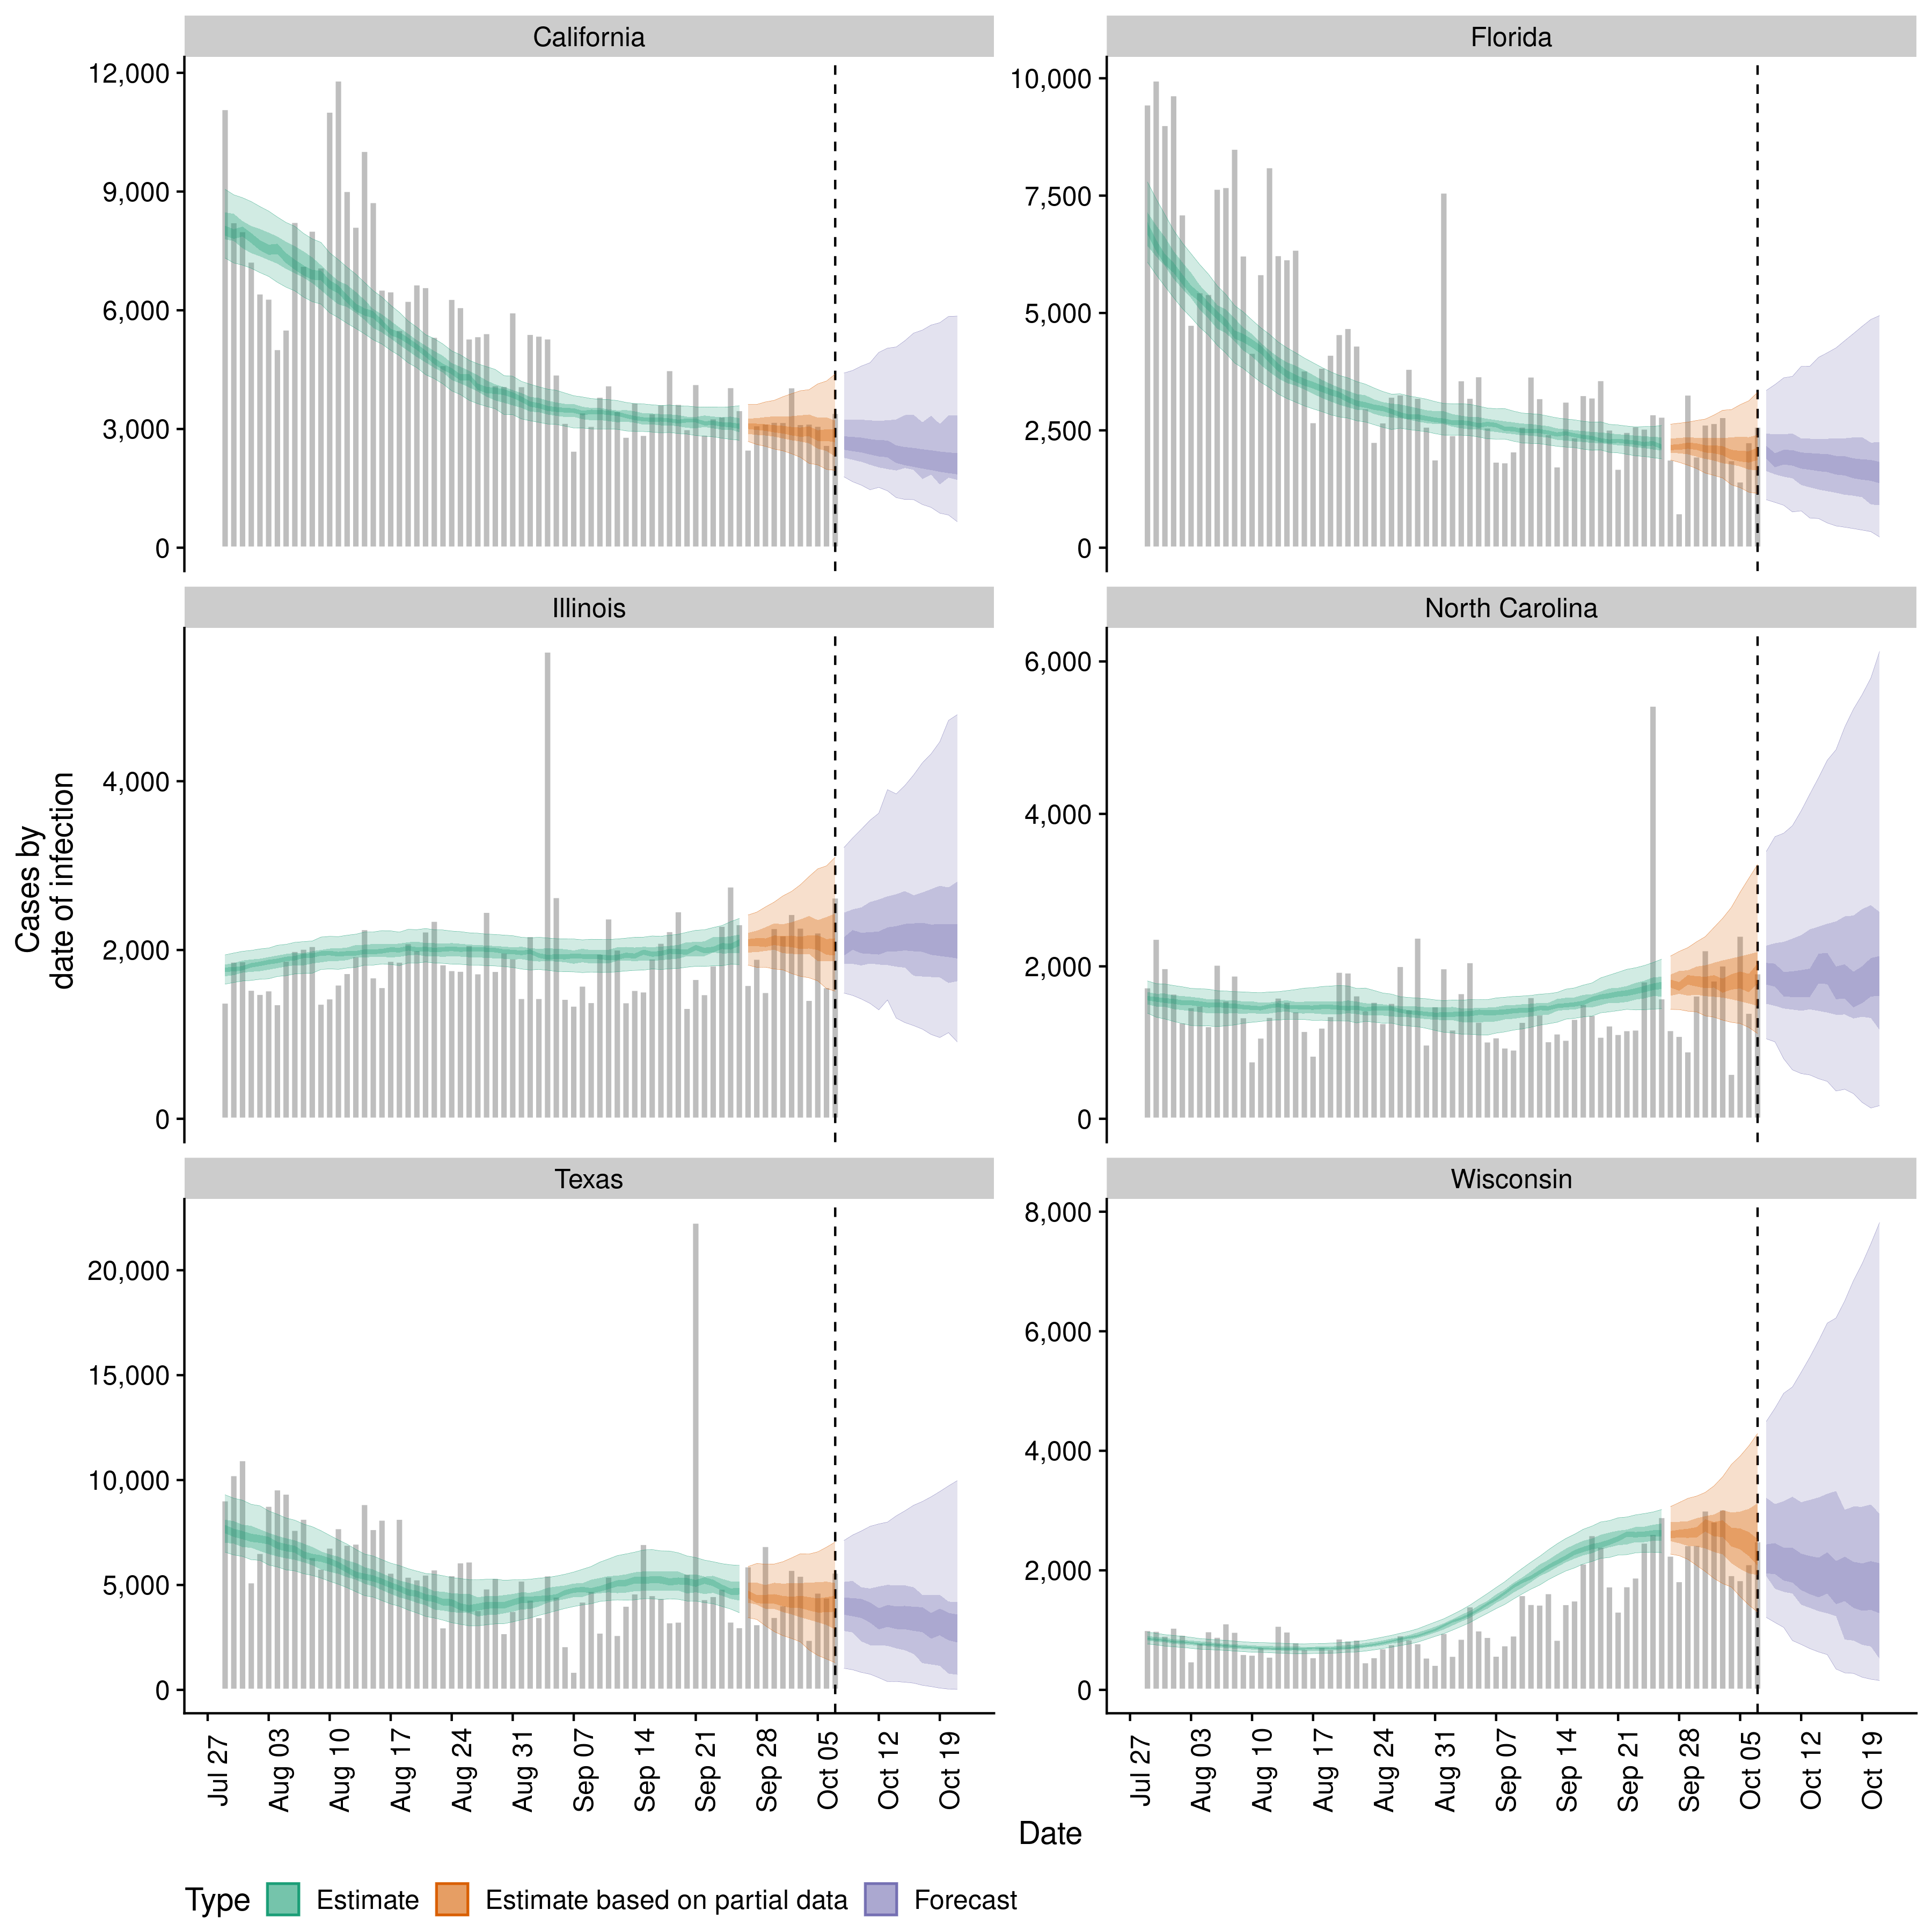 California
Florida
12,000
9,000
6,000
3,000
0
10,000
7,500
5,000
2,500
0
Illinois
North Carolina
4,000
2,000
0
6,000
4,000
2,000
0
Texas
Wisconsin
20,000
15,000
10,000
5,000
0
8,000
6,000
4,000
2,000
0
Cases by
date of infection
Jul 27
Aug 03
Aug 10
Aug 17
Aug 24
Aug 31
Sep 07
Sep 14
Sep 21
Sep 28
Oct 05
Oct 12
Oct 19
Jul 27
Aug 03
Aug 10
Aug 17
Aug 24
Aug 31
Sep 07
Sep 14
Sep 21
Sep 28
Oct 05
Oct 12
Oct 19
Date
Type Estimate Estimate based on partial data Forecast